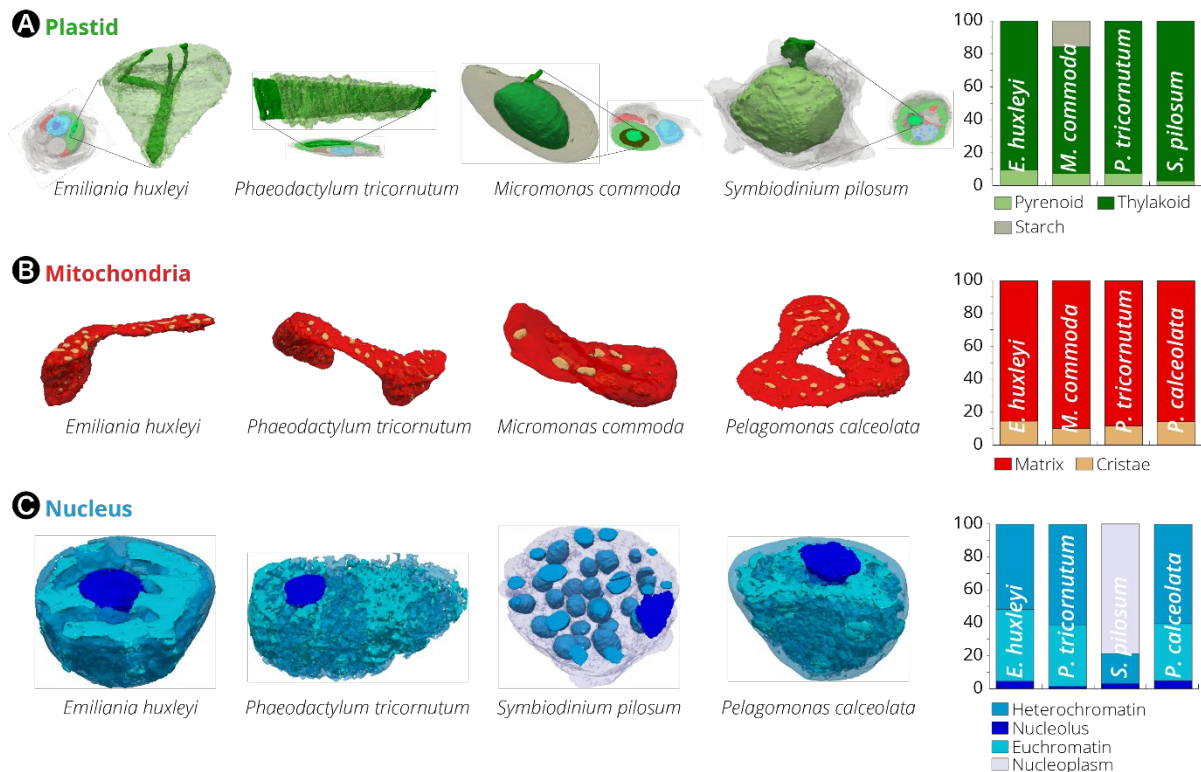 A Plastid
Emiliania huxleyi
Phaeodactylum tricornutum
Micromonas commoda
Symbiodinium pilosum
100
80
60
40
20
0
E. huxleyi
M. commoda
P. tricornutum
S. pilosum
Pyrenoid
Thylakoid
Starch
B Mitochondria
Emiliania huxleyi
Phaeodactylum tricornutum
Micromonas commoda
Pelagomonas calceolata
100
80
60
40
20
0
E. huxleyi
M. commoda
P. tricornutum
P. calceolata
Matrix
Cristae
C Nucleus
Emiliania huxleyi
Phaeodactylum tricornutum
Symbiodinium pilosum
Pelagomonas calceolata
100
80
60
40
20
0
E. huxleyi
P. tricornutum
S. pilosum
P. calceolata
Heterochromatin
Nucleolus
Euchromatin
Nucleoplasm